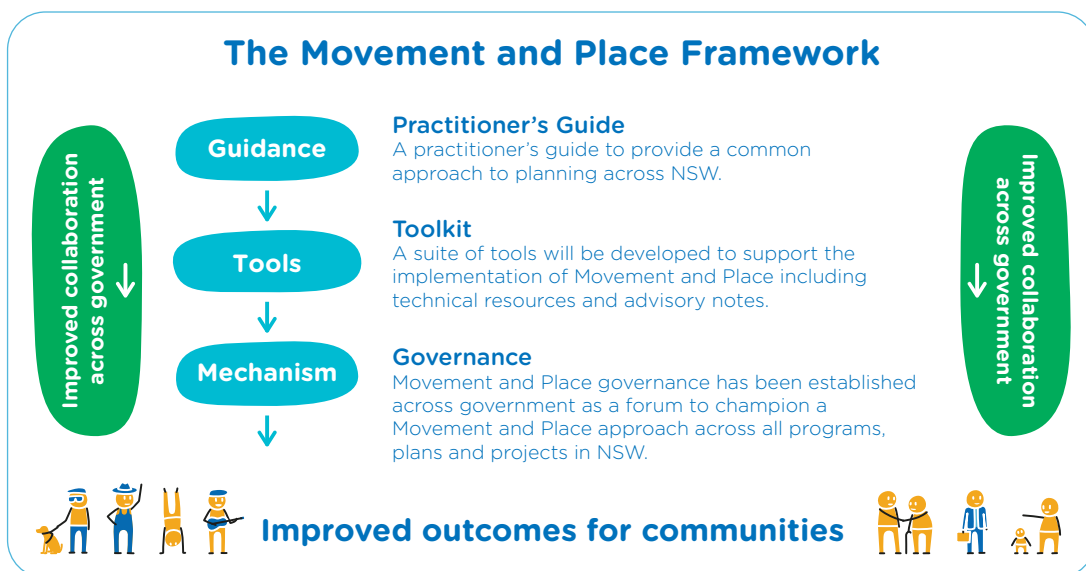 The Movement and Place Framework
Improved collaboration
across government
Guidance
Practitioner’s Guide
A practitioner’s guide to provide a common
approach to planning across NSW.
Tools
Toolkit
A suite of tools will be developed to support the
implementation of Movement and Place including
technical resources and advisory notes.
Mechanism
Governance
Movement and Place governance has been established
across government as a forum to champion a
Movement and Place approach across all programs,
plans and projects in NSW.
Improved collaboration
across government
Improved outcomes for communities